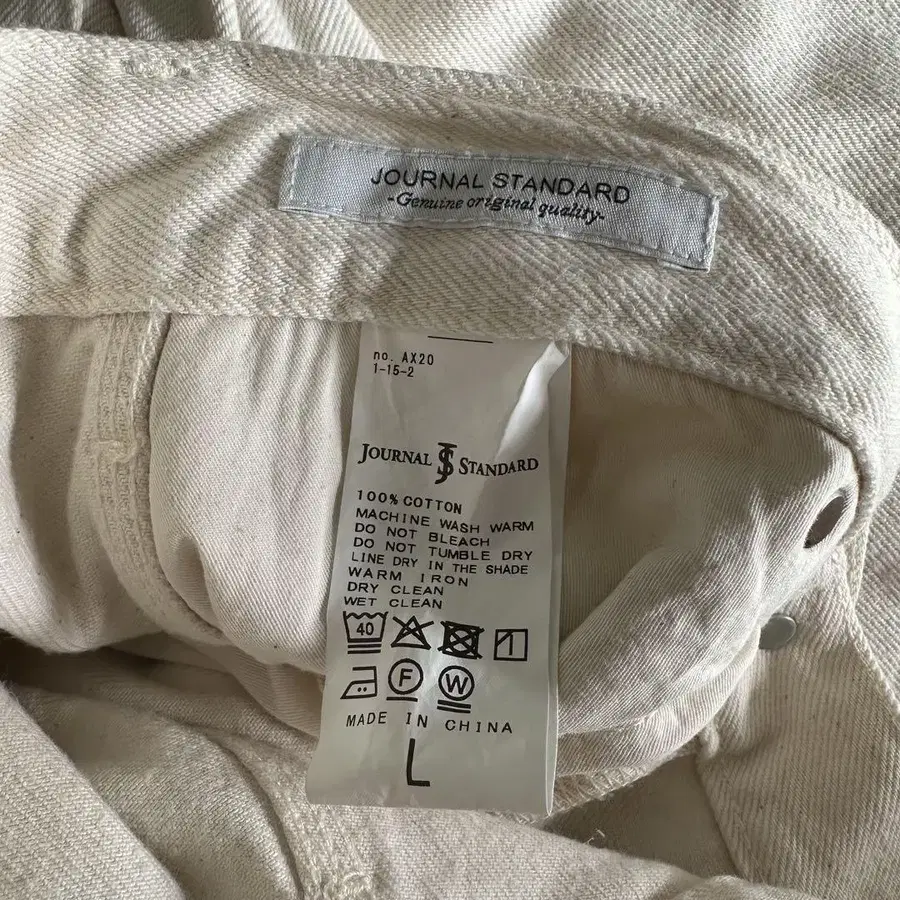 JOURNAL STANDARD
-Genuine original quality-
no. AX20
1-15-2
JOURNAL JS STANDARD
100% COTTON
MACHINE WASH WARM
DO NOT BLEACH
DO NOT TUMBLE DRY
LINE DRY IN THE SHADE
WARM IRON
DRY CLEAN
WET CLEAN
40
F W
MADE IN CHINA
L